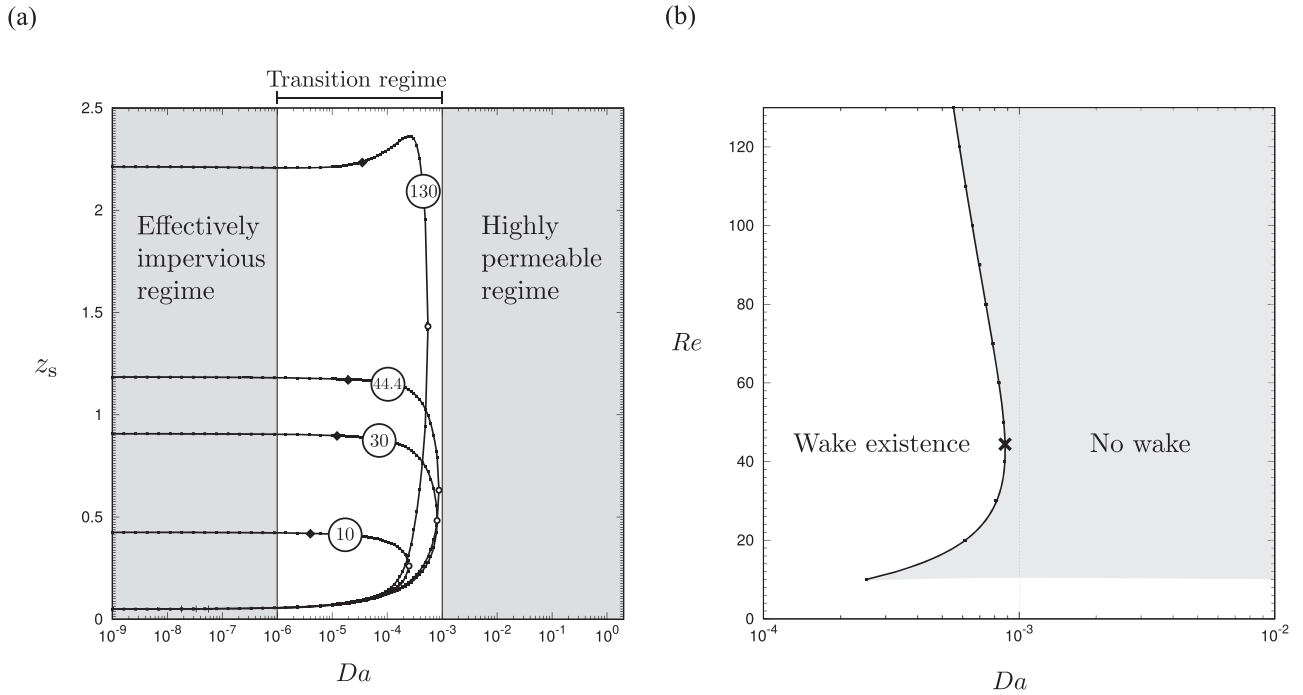 (a)
(b)
Transition regime
2.5
2
1.5
1
0.5
0
z_s
130
44.4
30
10
Effectively
impervious
regime
Highly
permeable
regime
10^-9
10^-8
10^-7
10^-6
10^-5
10^-4
10^-3
10^-2
10^-1
10^0
Da
120
100
80
60
40
20
0
Re
Wake existence
No wake
10^-4
10^-3
10^-2
Da